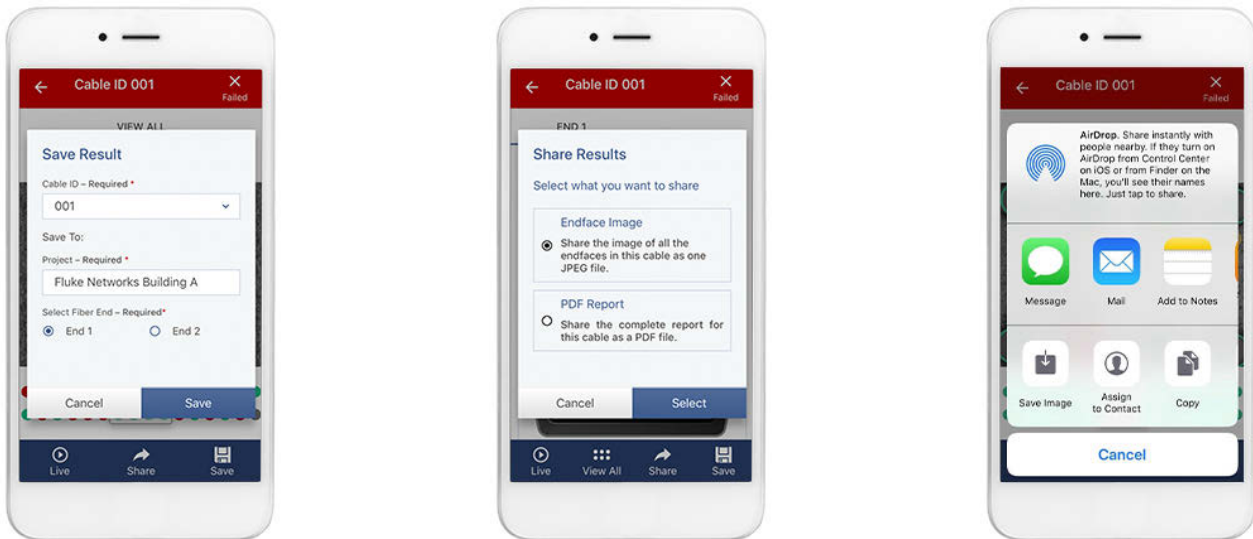 Cable ID 001
Failed
VIEW ALL
Save Result
Cable ID – Required *
001
Save To:
Project – Required *
Fluke Networks Building A
Select Fiber End – Required*
End 1
End 2
Cancel
Save
Live
Share
Save
Cable ID 001
Failed
END 1
Share Results
Select what you want to share
Endface Image
Share the image of all the
endfaces in this cable as one
JPEG file.
PDF Report
Share the complete report for
this cable as a PDF file.
Cancel
Select
Live
View All
Share
Save
Cable ID 001
Failed
AirDrop. Share instantly with
people nearby. If they turn on
AirDrop from Control Center
on iOS or from Finder on the
Mac, you'll see their names
here. Just tap to share.
Message
Mail
Add to Notes
Save Image
Assign
to Contact
Copy
Cancel